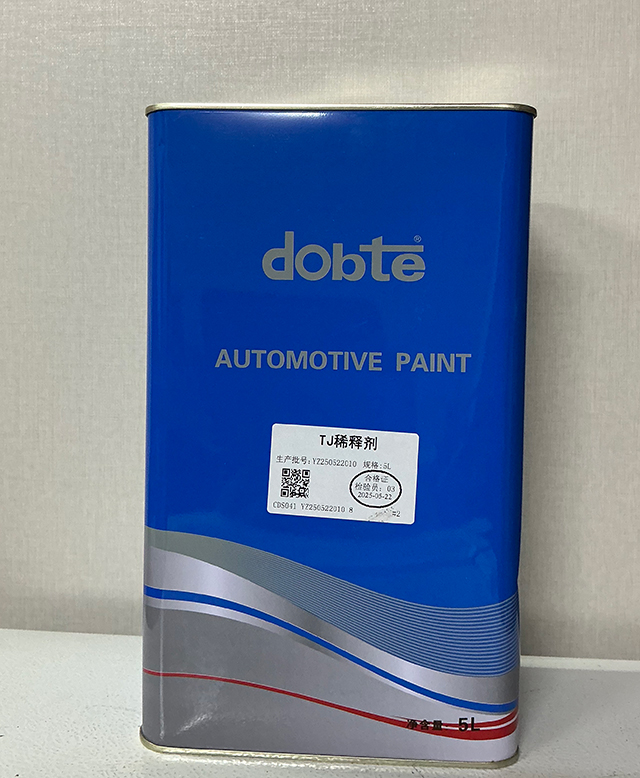 dobte®
AUTOMOTIVE PAINT
TJ稀释剂
生产批号:YZ250522010 规格:5L
合格证
检验员: 03
2025-05-22
CDS041 YZ250522010 8
#2
净含量 5L